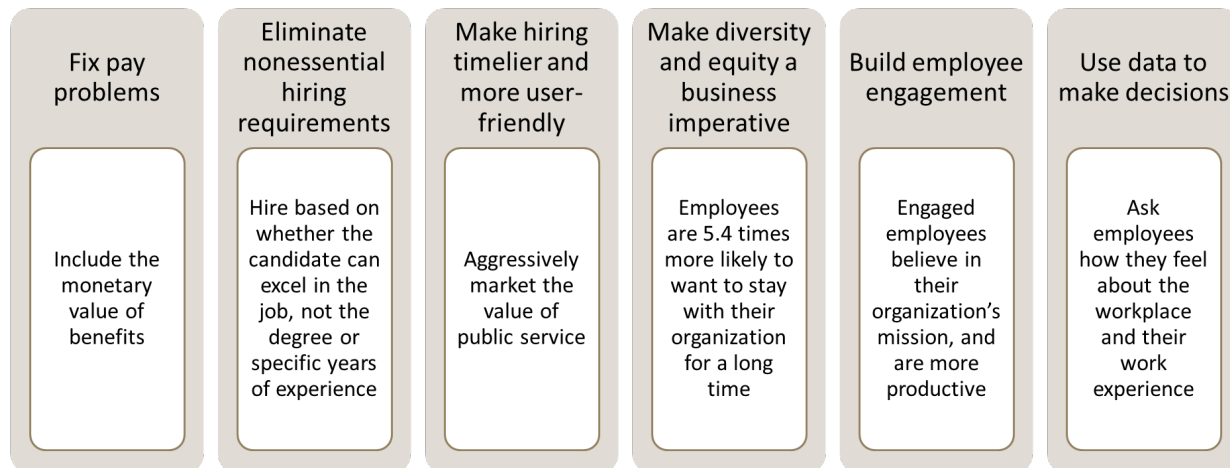 Fix pay
problems
Include the
monetary
value of
benefits
Eliminate
nonessential
hiring
requirements
Hire based on
whether the
candidate can
excel in the
job, not the
degree or
specific years
of experience
Make hiring
timelier and
more user-
friendly
Aggressively
market the
value of
public service
Make diversity
and equity a
business
imperative
Employees
are 5.4 times
more likely to
want to stay
with their
organization
for a long
time
Build employee
engagement
Engaged
employees
believe in
their
organization’s
mission, and
are more
productive
Use data to
make decisions
Ask
employees
how they feel
about the
workplace
and their
work
experience